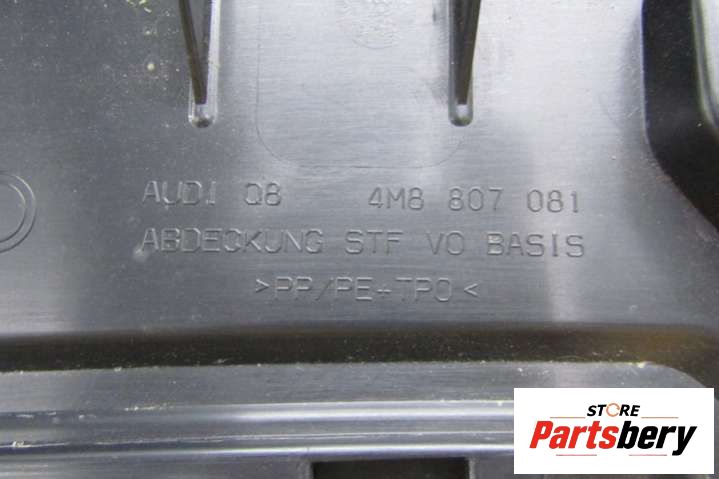 AUDI Q8 4M8 807 081
ABDECKUNG STF VO BASIS
>PP/PE+TPO<
STORE
Partsbery